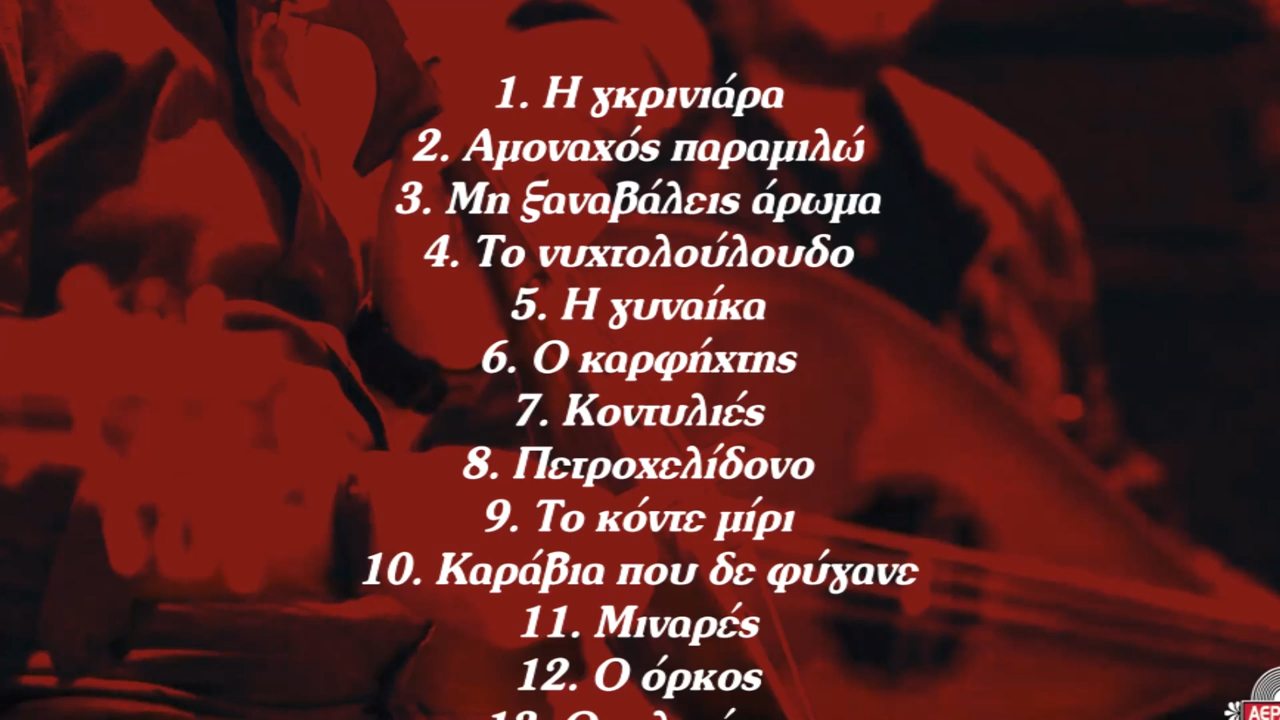 1. Η γκρινιάρα
2. Αμοναχός παραμιλώ
3. Μη ξαναβάλεις άρωμα
4. Το νυχτολούλουδο
5. Η γυναίκα
6. Ο καρφήχτης
7. Κοντυλιές
8. Πετροχελίδονο
9. Το κόντε μίρι
10. Καράβια που δε φύγανε
11. Μιναρές
12. Ο όρκος
13. Ο